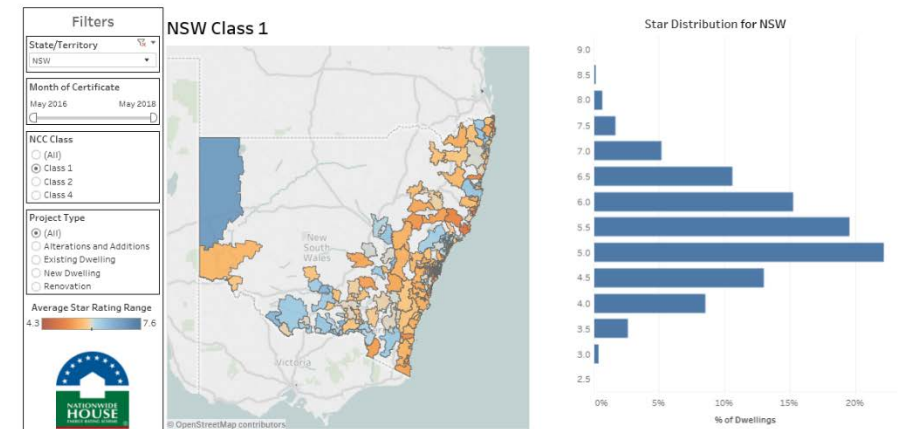 Filters
State/Territory
NSW
Month of Certificate
May 2016 May 2018
NCC Class
(All)
Class 1
Class 2
Class 4
Project Type
(All)
Alterations and Additions
Existing Dwelling
New Dwelling
Renovation
Average Star Rating Range
4.3 7.6
NATIONWIDE
HOUSE
ENERGY RATING SCHEME
NSW Class 1
New
South
Wales
Victoria
© OpenStreetMap contributors
Star Distribution for NSW
9.0
8.5
8.0
7.5
7.0
6.5
6.0
5.5
5.0
4.5
4.0
3.5
3.0
2.5
0% 5% 10% 15% 20%
% of Dwellings